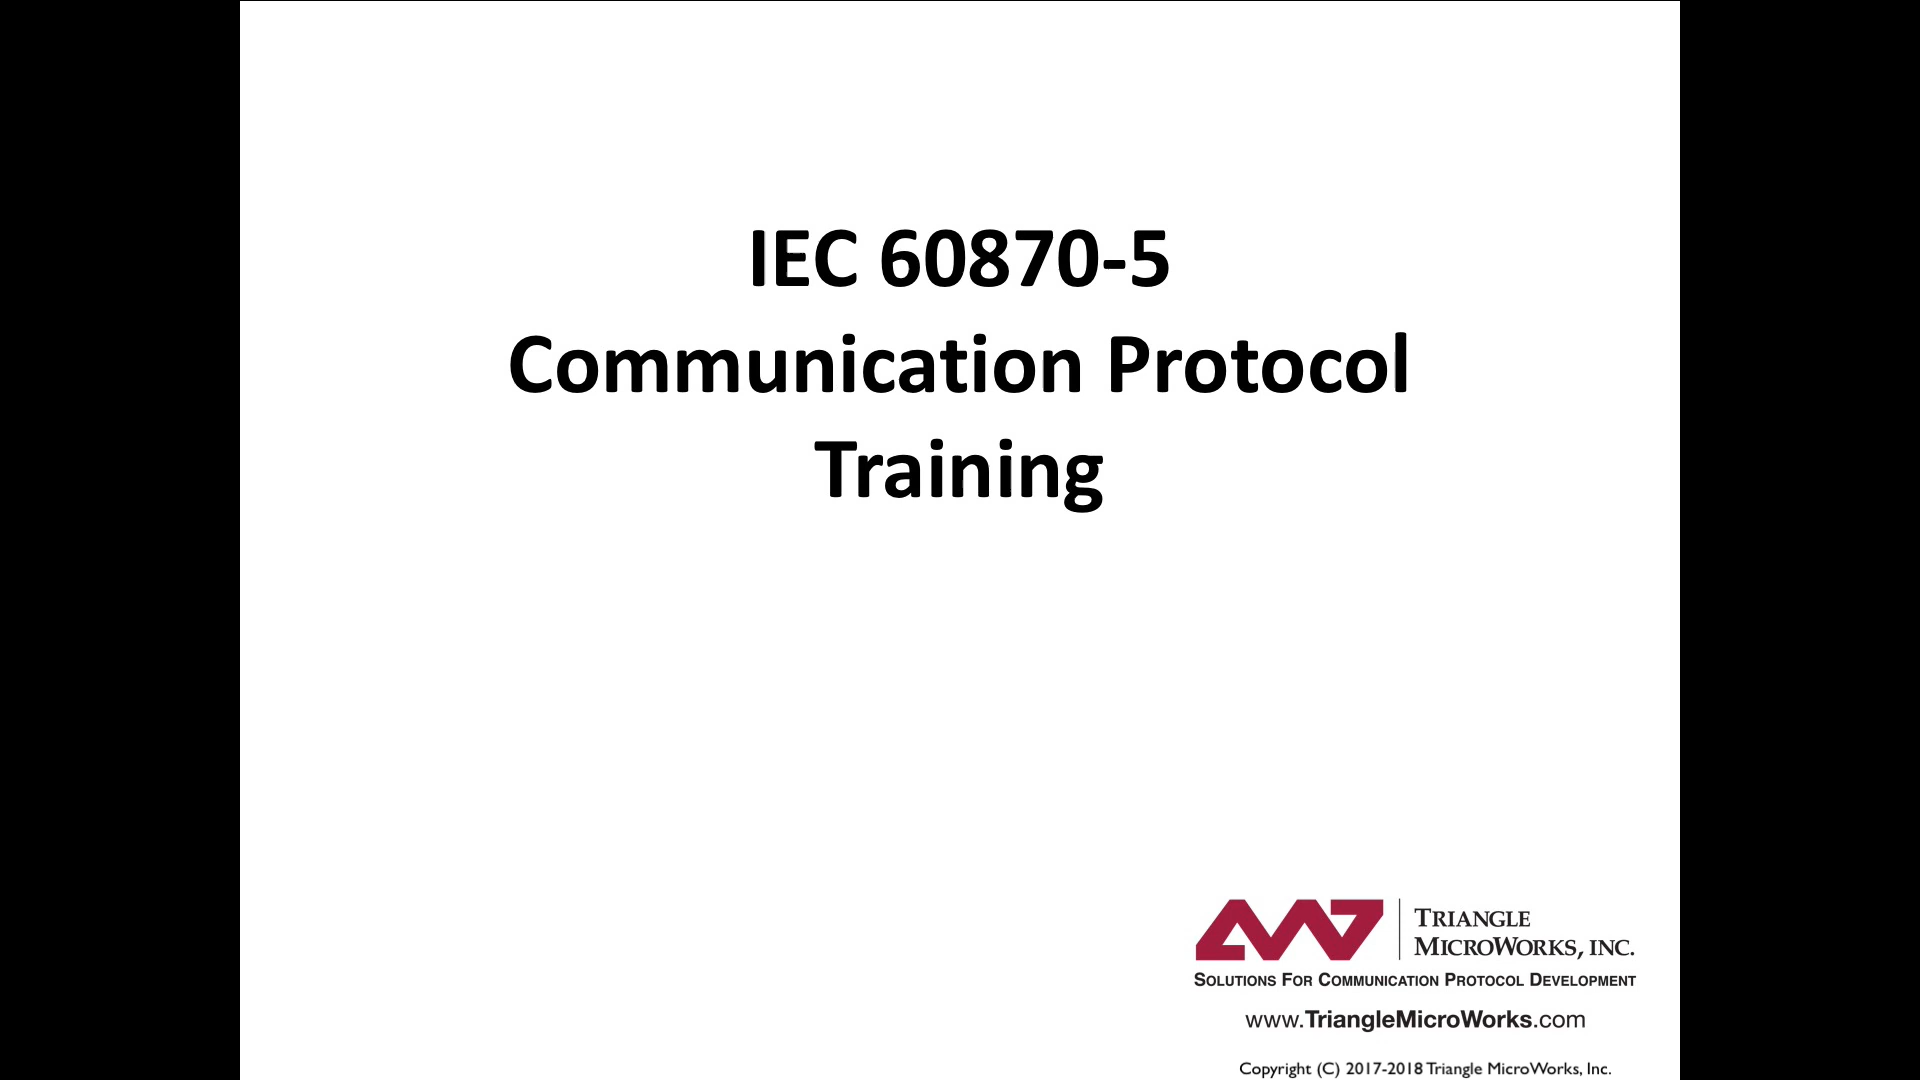 IEC 60870-5
Communication Protocol
Training
TRIANGLE
MICROWORKS, INC.
SOLUTIONS FOR COMMUNICATION PROTOCOL DEVELOPMENT
www.TriangleMicroWorks.com
Copyright (C) 2017-2018 Triangle MicroWorks, Inc.